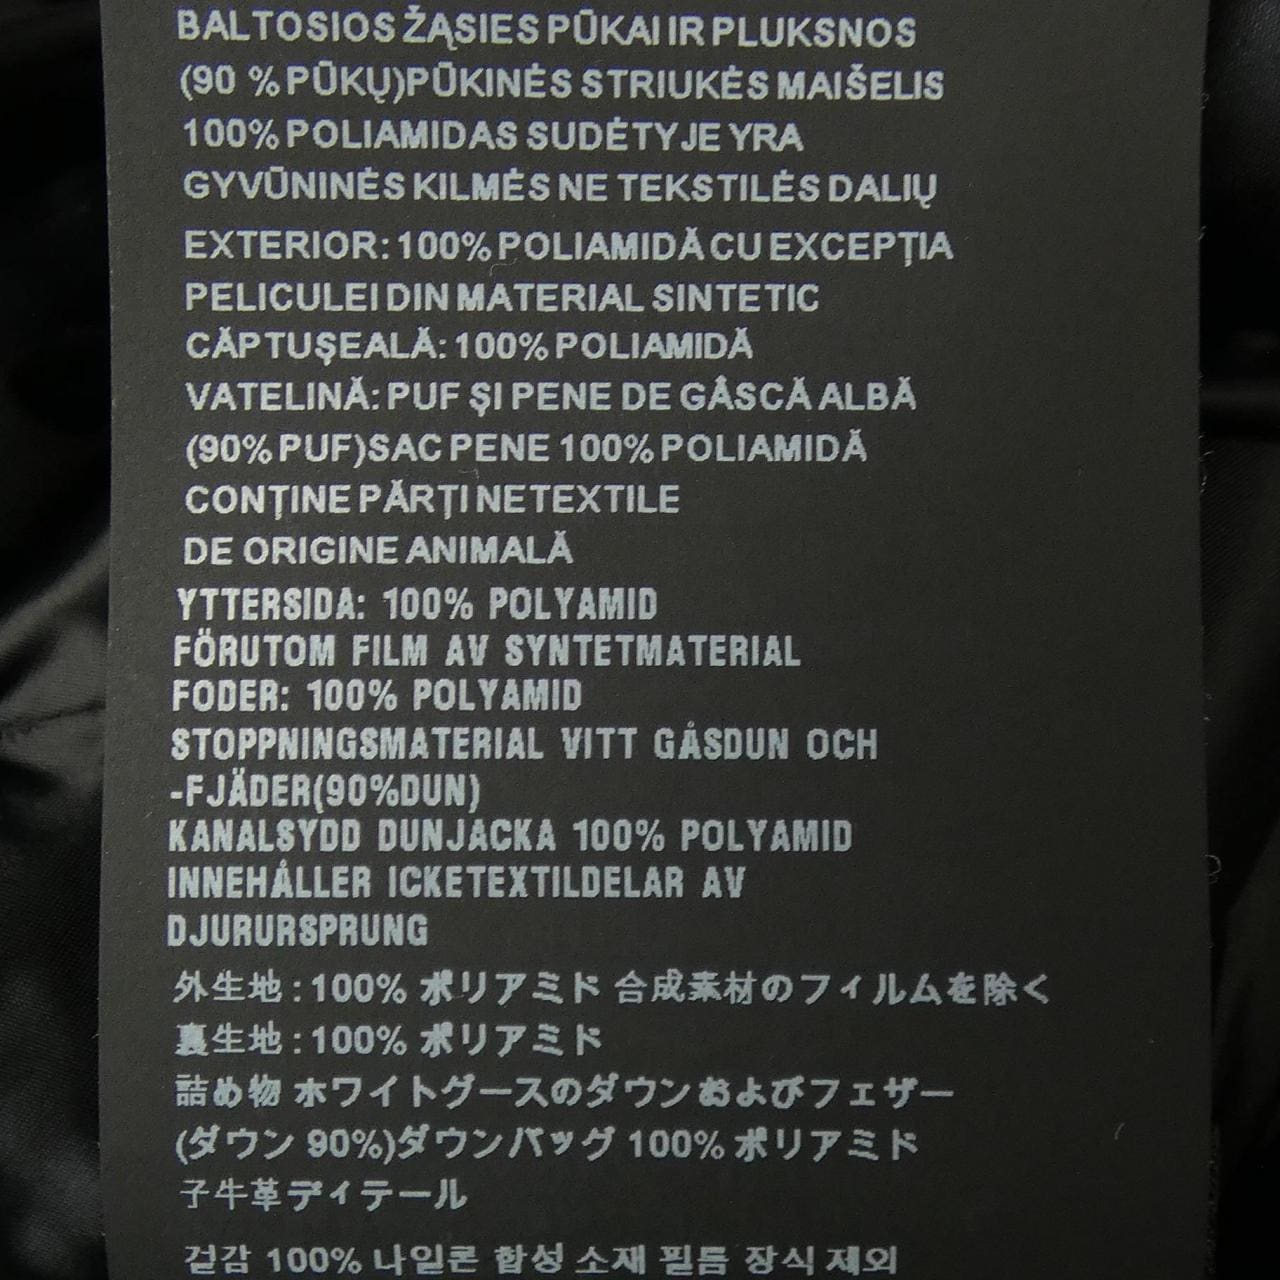 BALTOSIOS ŽĄSIES PŪKAI IR PLUKSNOS
(90 % PŪKŲ)PŪKINĖS STRIUKĖS MAIŠELIS
100% POLIAMIDAS SUDĖTYJE YRA
GYVŪNINĖS KILMĖS NE TEKSTILĖS DALIŲ
EXTERIOR: 100% POLIAMIDĂ CU EXCEPȚIA
PELICULEI DIN MATERIAL SINTETIC
CĂPTUȘEALĂ: 100% POLIAMIDĂ
VATELINĂ: PUF ȘI PENE DE GÂSCĂ ALBĂ
(90% PUF)SAC PENE 100% POLIAMIDĂ
CONȚINE PĂRȚI NETEXTILE
DE ORIGINE ANIMALĂ
YTTERSIDA: 100% POLYAMID
FÖRUTOM FILM AV SYNTETMATERIAL
FODER: 100% POLYAMID
STOPPNINGSMATERIAL VITT GÅSDUN OCH
-FJÄDER(90%DUN)
KANALSYDD DUNJACKA 100% POLYAMID
INNEHÅLLER ICKETEXTILDELAR AV
DJURURSPRUNG
外生地 : 100% ポリアミド 合成素材のフィルムを除く
裏生地 : 100% ポリアミド
詰め物 ホワイトグースのダウンおよびフェザー
(ダウン 90%)ダウンバッグ 100% ポリアミド
子牛革ディテール
겉감 100% 나일론 합성 소재 필름 장식 제외